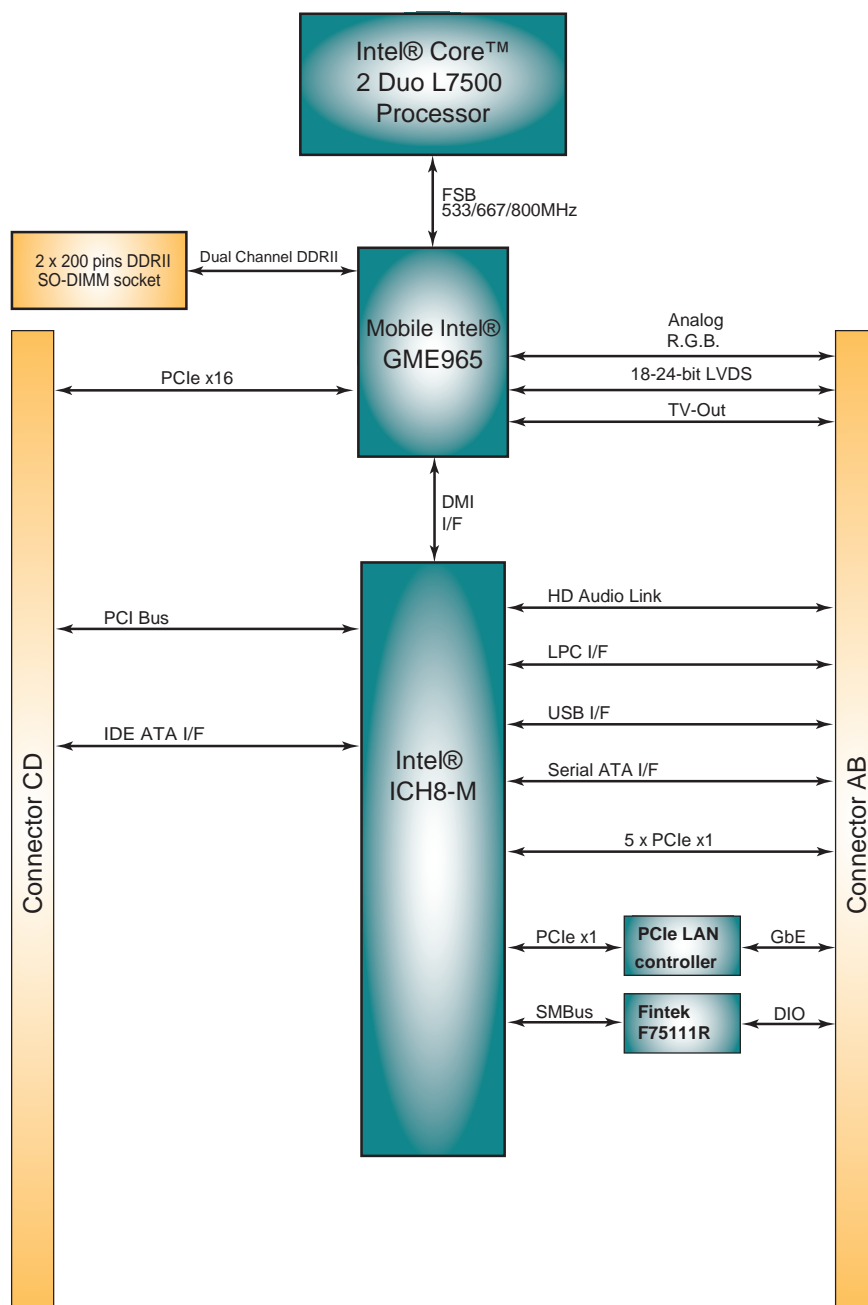 Intel® Core™
2 Duo L7500
Processor
FSB
533/667/800MHz
2 x 200 pins DDRII
SO-DIMM socket
Dual Channel DDRII
Mobile Intel®
GME965
Analog
R.G.B.
18-24-bit LVDS
TV-Out
PCIe x16
DMI
I/F
PCI Bus
IDE ATA I/F
Intel®
ICH8-M
HD Audio Link
LPC I/F
USB I/F
Serial ATA I/F
5 x PCIe x1
PCIe x1
PCIe LAN
controller
GbE
SMBus
Fintek
F75111R
DIO
Connector CD
Connector AB